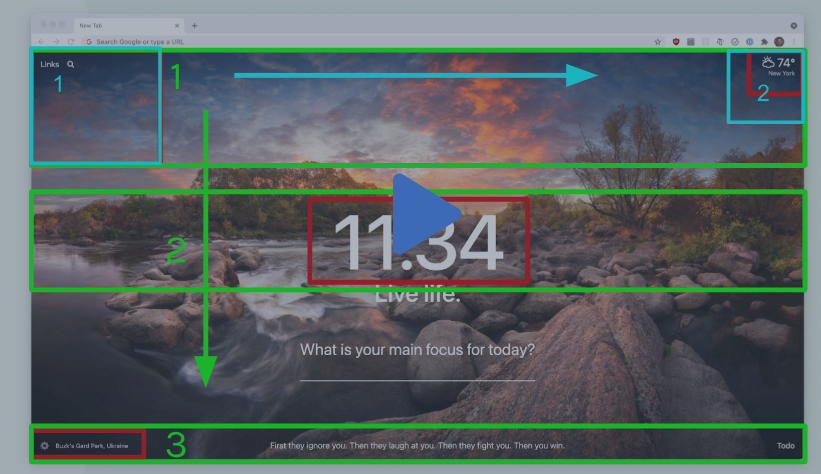 New Tab
Search Google or type a URL
Links
74°
New York
1
1
2
2
11:34
Live life.
What is your main focus for today?
3
Buzk's Gard Park, Ukraine
First they ignore you. Then they laugh at you. Then they fight you. Then you win.
Todo